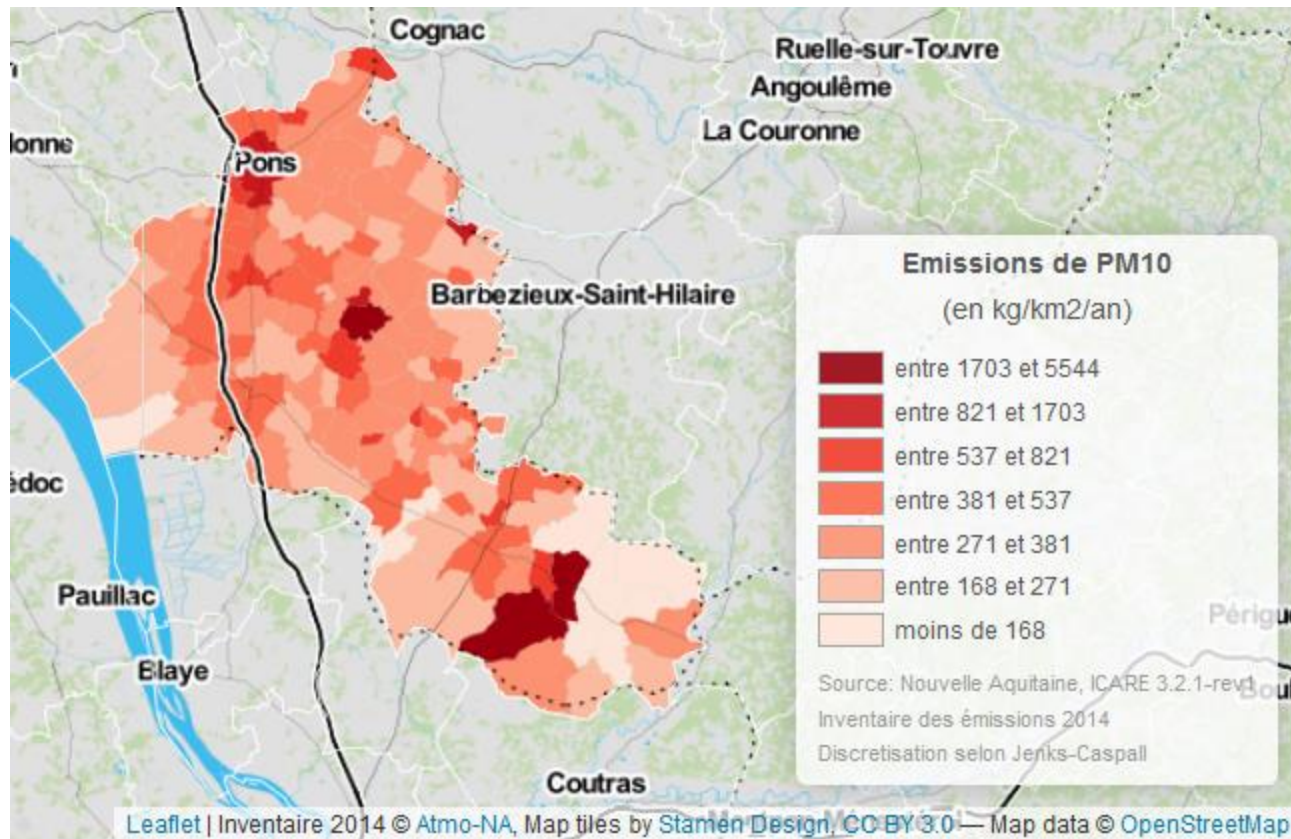 Cognac
Ruelle-sur-Touvre
Angoulême
La Couronne
lonne
Pons
Emissions de PM10
(en kg/km2/an)
Barbezieux-Saint-Hilaire
entre 1703 et 5544
entre 821 et 1703
entre 537 et 821
entre 381 et 537
entre 271 et 381
entre 168 et 271
moins de 168
édoc
Pauillac
Périgu
Blaye
Source: Nouvelle Aquitaine, ICARE 3.2.1-rev1
Boul
Inventaire des émissions 2014
Discretisation selon Jenks-Caspall
Coutras
Leaflet | Inventaire 2014 © Atmo-NA, Map tiles by Stamen Design, CC BY 3.0 — Map data © OpenStreetMap